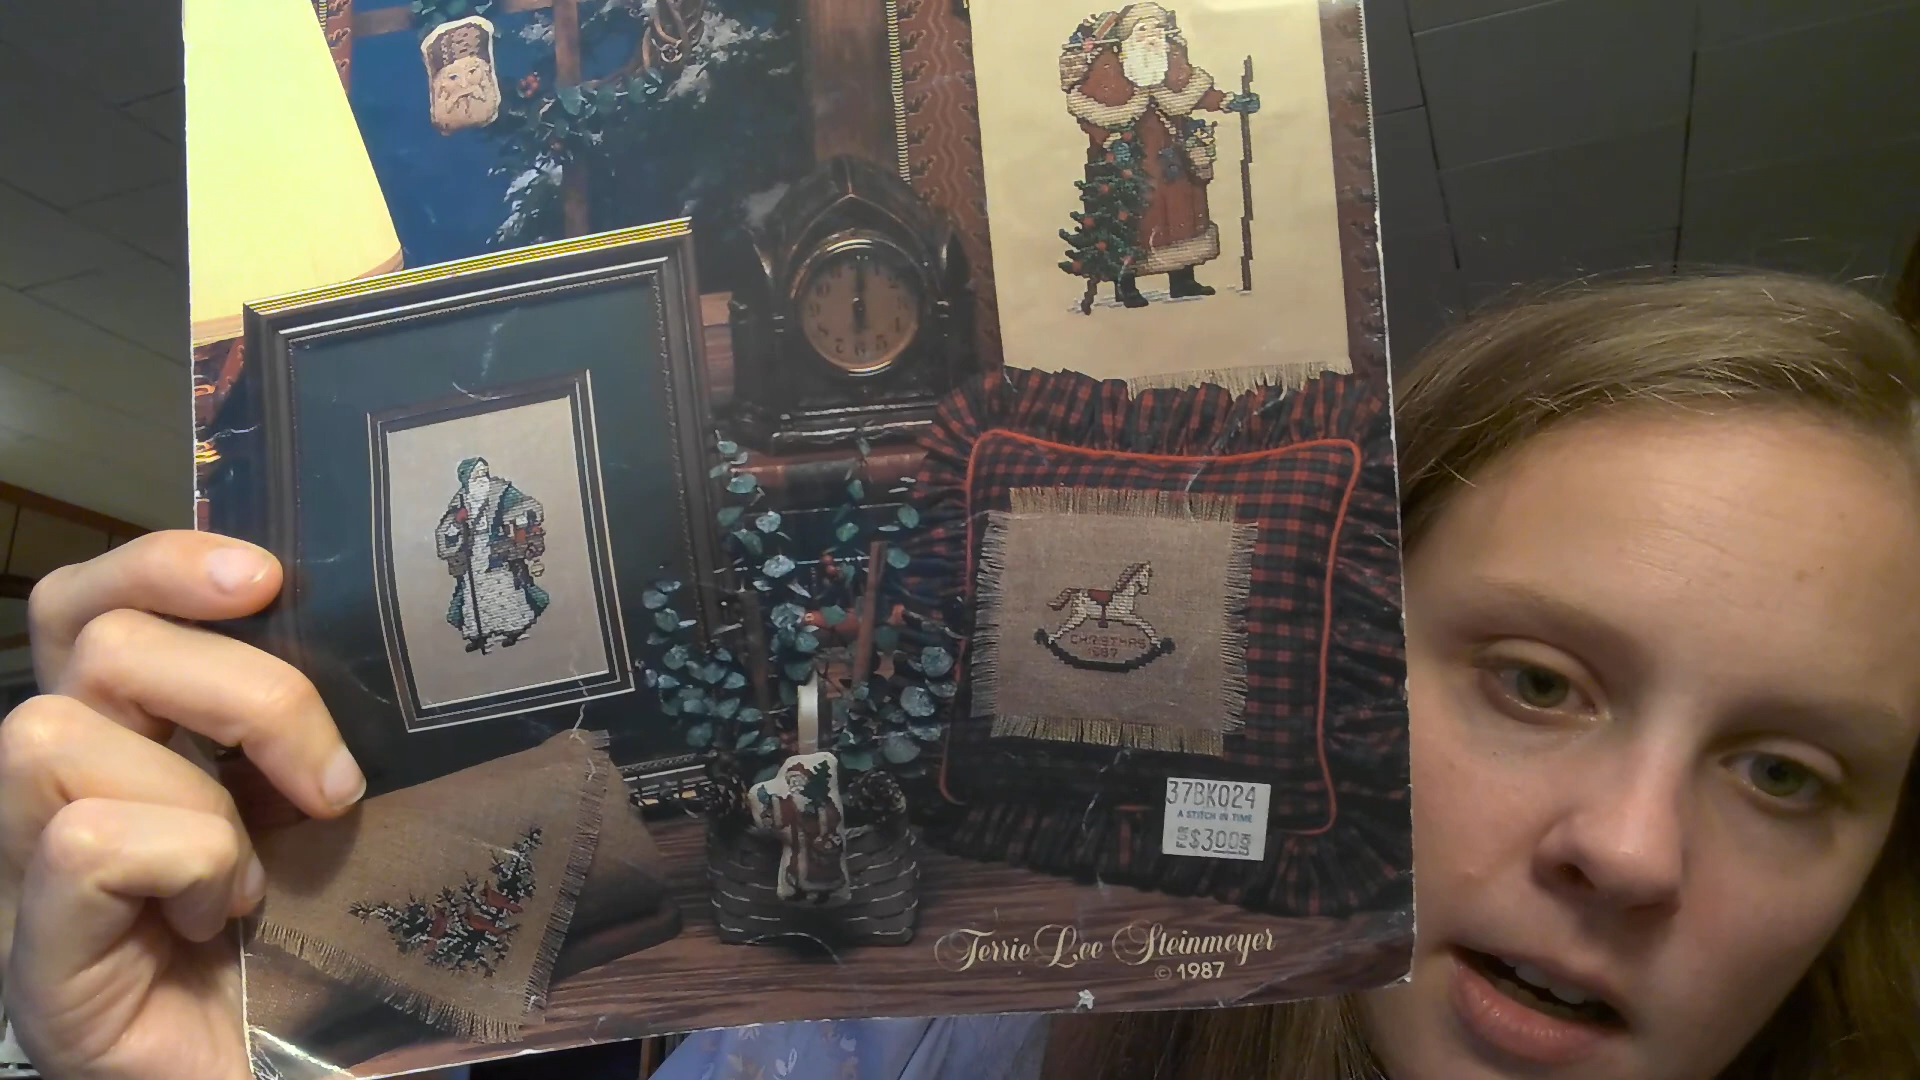 CHRISTMAS
1987
37BK024
A STITCH IN TIME
$3.00
Terrie Lee Steinmeyer
© 1987